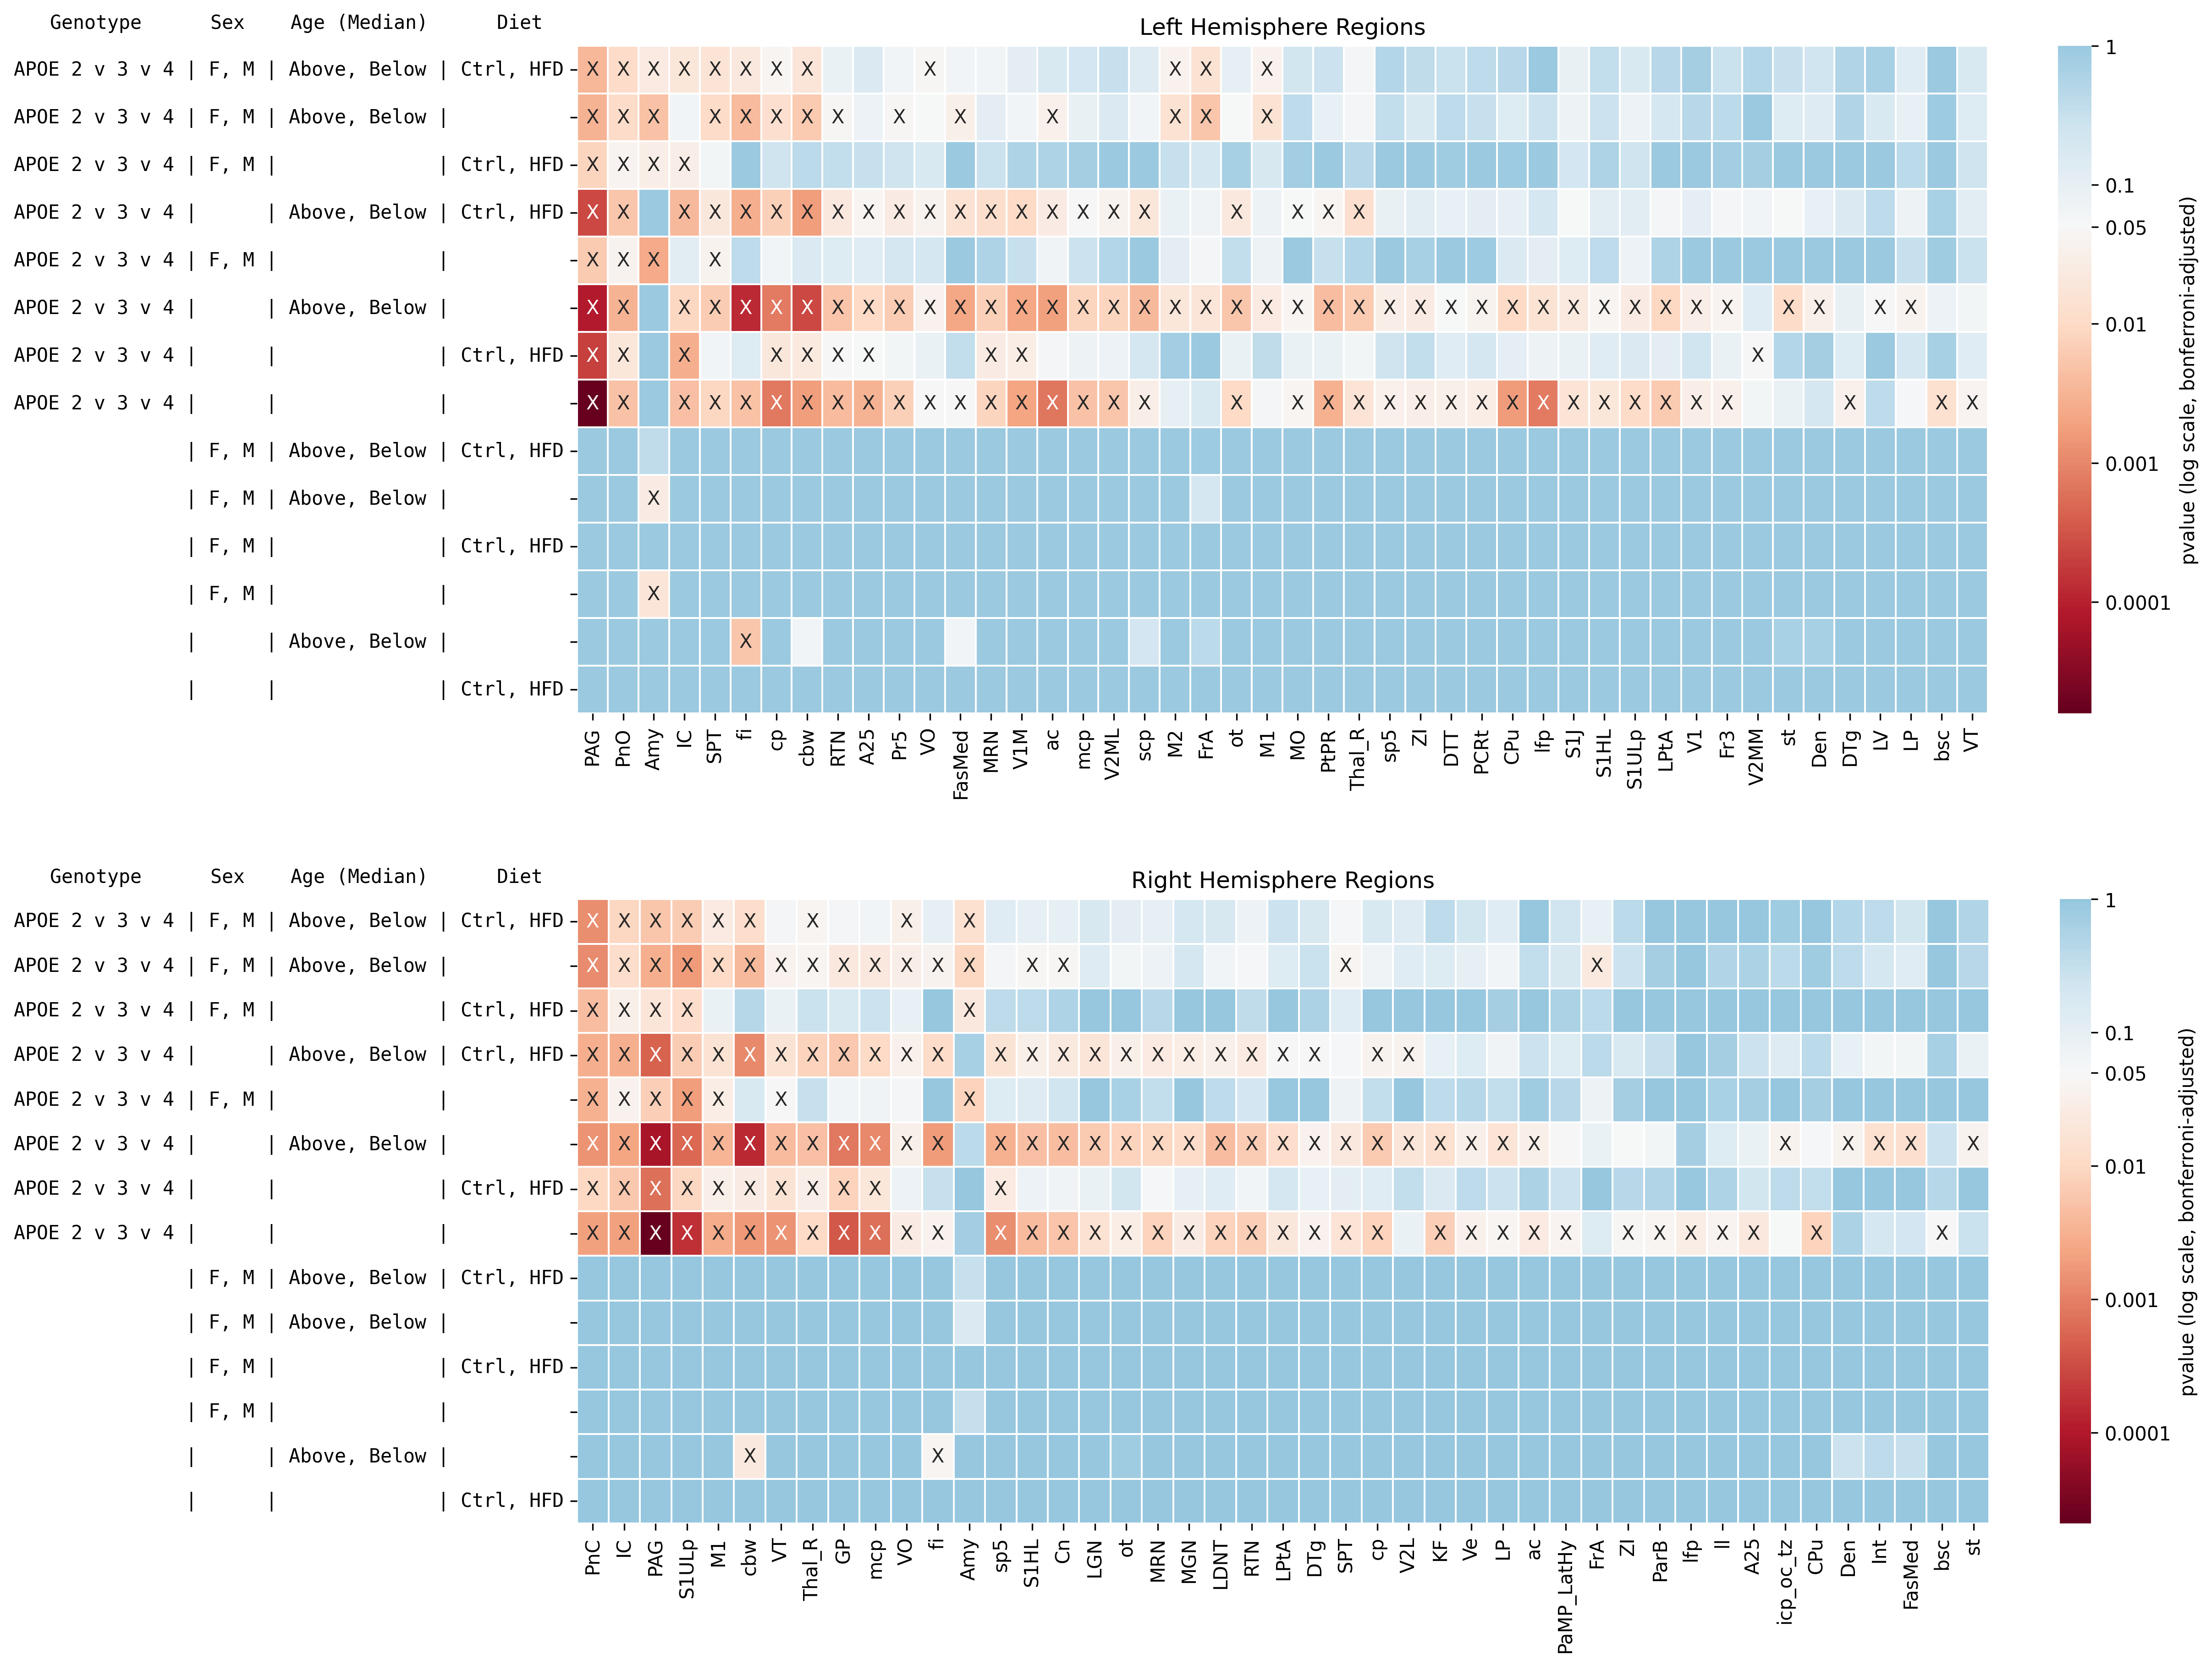 Genotype Sex Age (Median) Diet
Left Hemisphere Regions
APOE 2 v 3 v 4 | F, M | Above, Below | Ctrl, HFD X X X X X X X X X X X X
APOE 2 v 3 v 4 | F, M | Above, Below | X X X X X X X X X X X X X X
APOE 2 v 3 v 4 | F, M | | Ctrl, HFD X X X X
APOE 2 v 3 v 4 | | Above, Below | Ctrl, HFD X X X X X X X X X X X X X X X X X X X X X X
APOE 2 v 3 v 4 | F, M | | X X X X
APOE 2 v 3 v 4 | | Above, Below | X X X X X X X X X X X X X X X X X X X X X X X X X X X X X X X X X X X X X X X X X
APOE 2 v 3 v 4 | | | Ctrl, HFD X X X X X X X X X X
APOE 2 v 3 v 4 | | | X X X X X X X X X X X X X X X X X X X X X X X X X X X X X X X X X X X X X
| F, M | Above, Below | Ctrl, HFD
| F, M | Above, Below | X
| F, M | | Ctrl, HFD
| F, M | | X
| | Above, Below | X
| | | Ctrl, HFD
PAG PnO Amy IC SPT fi cp cbw RTN A25 Pr5 VO FasMed MRN V1M ac mcp V2ML scp M2 FrA ot M1 MO PtPR Thal_R sp5 ZI DTT PCRt CPu lfp S1J S1HL S1ULp LPtA V1 Fr3 V2MM st Den DTg LV LP bsc VT
1
0.1
0.05
0.01
0.001
0.0001
pvalue (log scale, bonferroni-adjusted)
Genotype Sex Age (Median) Diet
Right Hemisphere Regions
APOE 2 v 3 v 4 | F, M | Above, Below | Ctrl, HFD X X X X X X X X X
APOE 2 v 3 v 4 | F, M | Above, Below | X X X X X X X X X X X X X X X X X
APOE 2 v 3 v 4 | F, M | | Ctrl, HFD X X X X X
APOE 2 v 3 v 4 | | Above, Below | Ctrl, HFD X X X X X X X X X X X X X X X X X X X X X X X X X
APOE 2 v 3 v 4 | F, M | | X X X X X X X
APOE 2 v 3 v 4 | | Above, Below | X X X X X X X X X X X X X X X X X X X X X X X X X X X X X X X X X X X
APOE 2 v 3 v 4 | | | Ctrl, HFD X X X X X X X X X X X
APOE 2 v 3 v 4 | | | X X X X X X X X X X X X X X X X X X X X X X X X X X X X X X X X X X X X X
| F, M | Above, Below | Ctrl, HFD
| F, M | Above, Below |
| F, M | | Ctrl, HFD
| F, M | |
| | Above, Below | X X
| | | Ctrl, HFD
PnC IC PAG S1ULp M1 cbw VT Thal_R GP mcp VO fi Amy sp5 S1HL Cn LGN ot MRN MGN LDNT RTN LPtA DTg SPT cp V2L KF Ve LP ac PaMP_LatHy FrA ZI ParB lfp ll A25 icp_oc_tz CPu Den Int FasMed bsc st
1
0.1
0.05
0.01
0.001
0.0001
pvalue (log scale, bonferroni-adjusted)